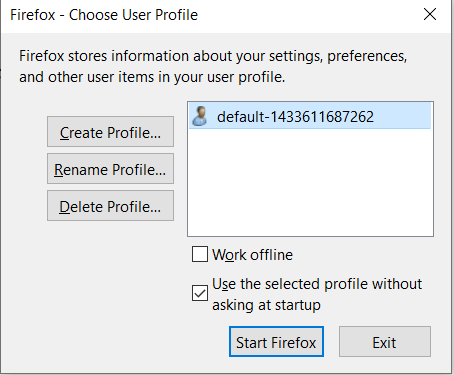 Firefox - Choose User Profile
Firefox stores information about your settings, preferences,
and other user items in your user profile.
Create Profile...
Rename Profile...
Delete Profile...
default-1433611687262
Work offline
Use the selected profile without
asking at startup
Start Firefox
Exit